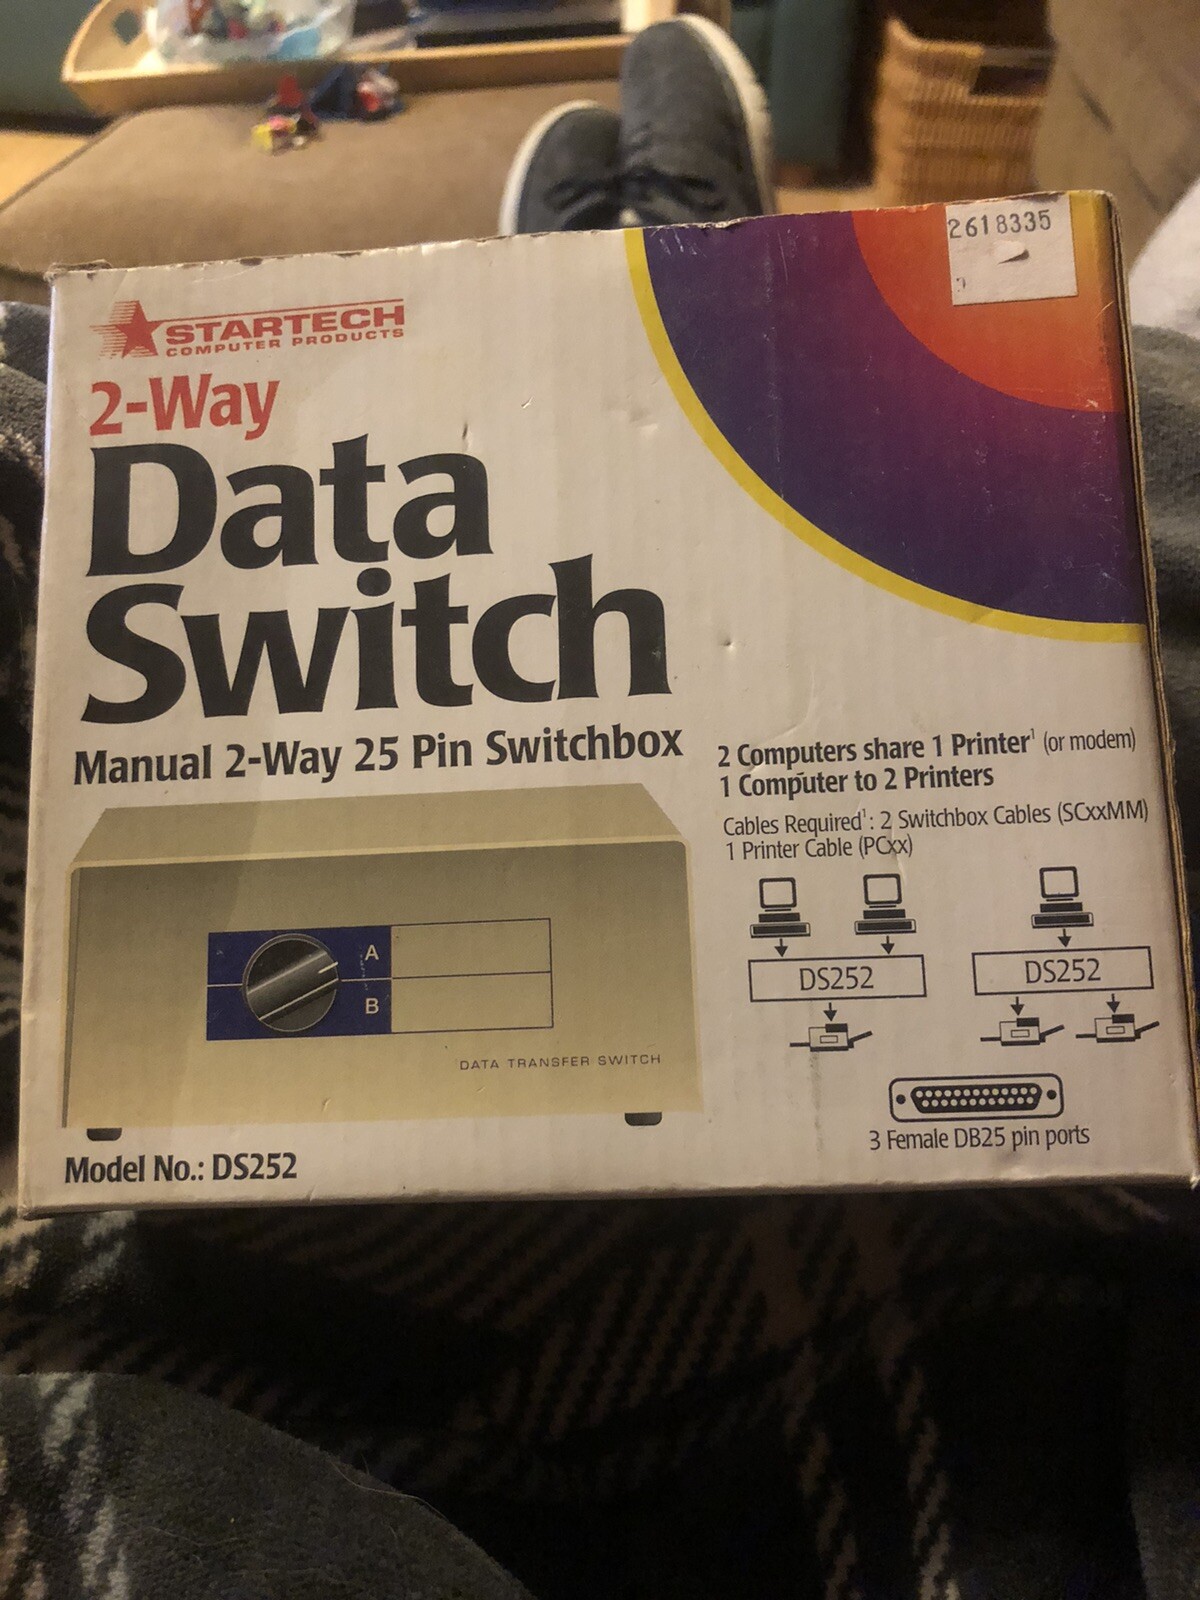 2618335
STARTECH
COMPUTER PRODUCTS
2-Way
Data
Switch
Manual 2-Way 25 Pin Switchbox
2 Computers share 1 Printer¹ (or modem)
1 Computer to 2 Printers
Cables Required¹: 2 Switchbox Cables (SCxxMM)
1 Printer Cable (PCxx)
A
B
DATA TRANSFER SWITCH
DS252
DS252
3 Female DB25 pin ports
Model No.: DS252